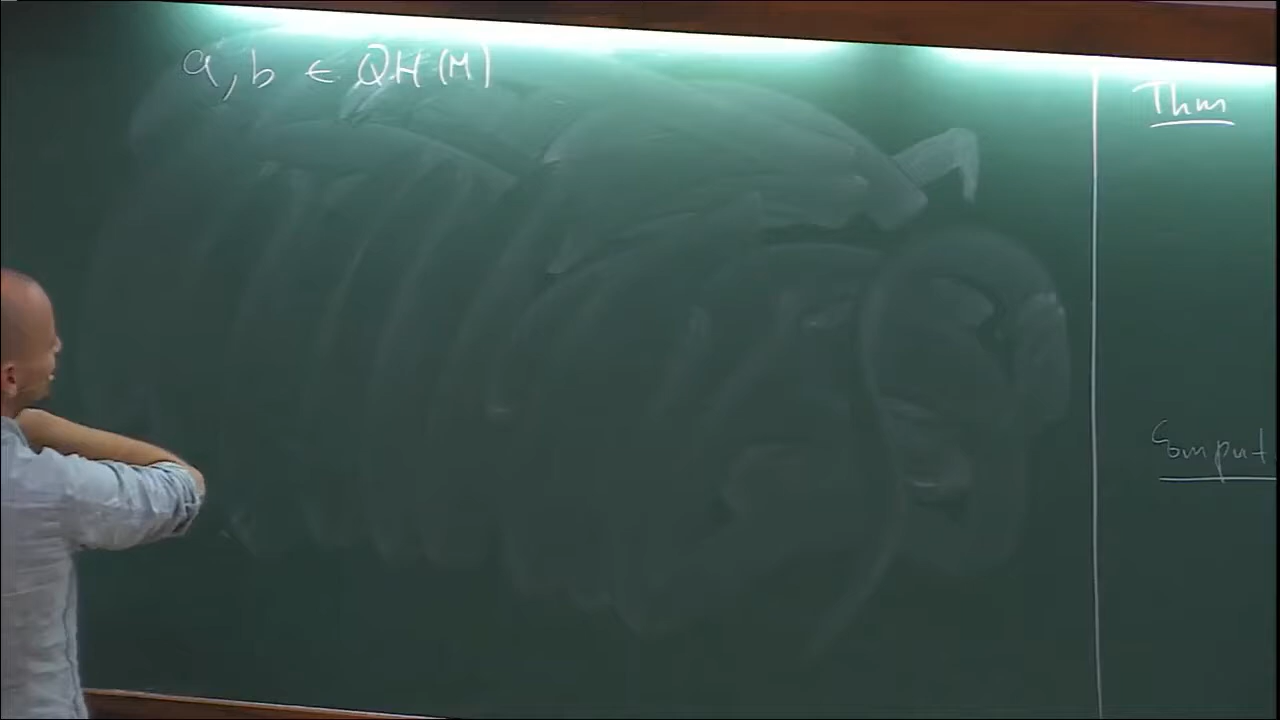 a, b ∈ QH(M)
Thm
Comput